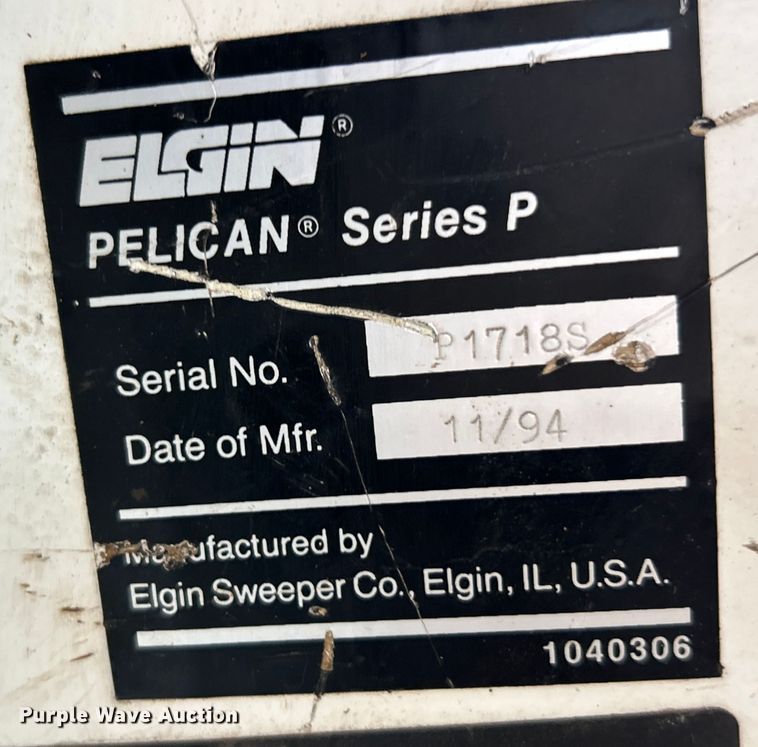 ELGIN®
PELICAN® Series P
Serial No. P1718S
Date of Mfr. 11/94
Manufactured by
Elgin Sweeper Co., Elgin, IL, U.S.A.
1040306
Purple Wave Auction